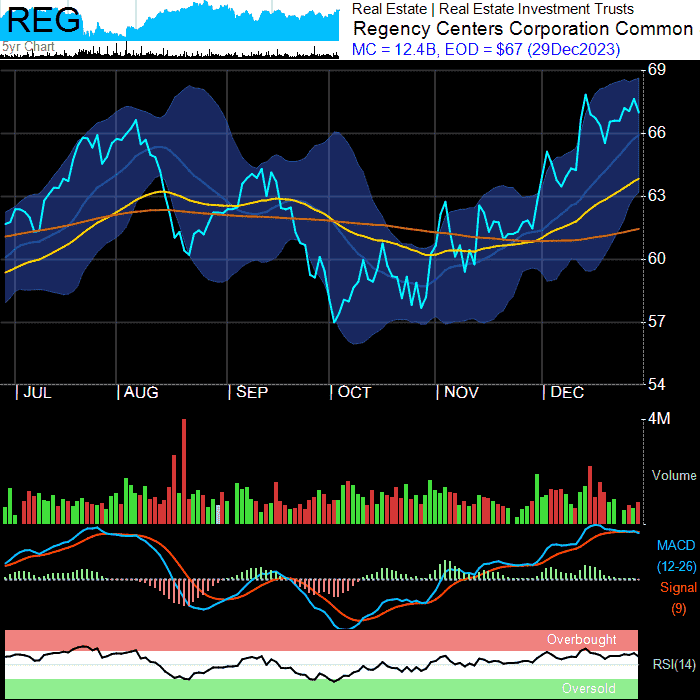 REG
5yr Chart
Real Estate | Real Estate Investment Trusts
Regency Centers Corporation Common
MC = 12.4B, EOD = $67 (29Dec2023)
69
66
63
60
57
54
JUL AUG SEP OCT NOV DEC
4M
Volume
MACD
(12-26)
Signal
(9)
Overbought
RSI(14)
Oversold